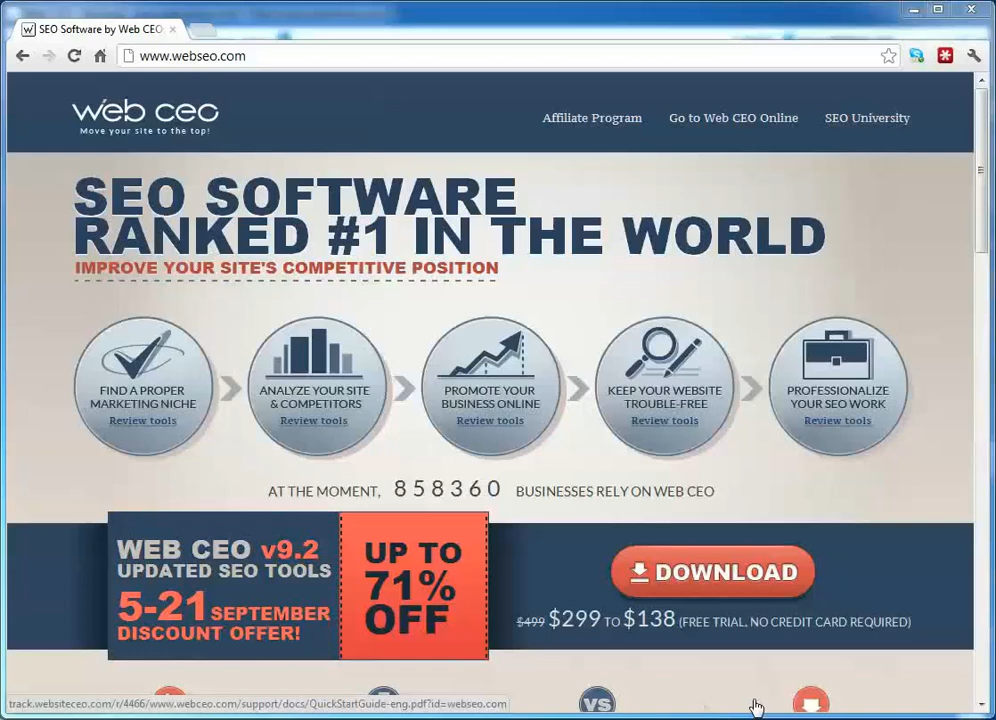 SEO Software by Web CEO
www.webseo.com
web ceo
Move your site to the top!
Affiliate Program
Go to Web CEO Online
SEO University
SEO SOFTWARE
RANKED #1 IN THE WORLD
IMPROVE YOUR SITE'S COMPETITIVE POSITION
FIND A PROPER
MARKETING NICHE
Review tools
ANALYZE YOUR SITE
& COMPETITORS
Review tools
PROMOTE YOUR
BUSINESS ONLINE
Review tools
KEEP YOUR WEBSITE
TROUBLE-FREE
Review tools
PROFESSIONALIZE
YOUR SEO WORK
Review tools
AT THE MOMENT, 858360 BUSINESSES RELY ON WEB CEO
WEB CEO v9.2
UPDATED SEO TOOLS
5-21 SEPTEMBER
DISCOUNT OFFER!
UP TO
71%
OFF
DOWNLOAD
$499 $299 TO $138 (FREE TRIAL, NO CREDIT CARD REQUIRED)
VS
track.websiteceo.com/r/4466/www.webceo.com/support/docs/QuickStartGuide-eng.pdf?id=webseo.com